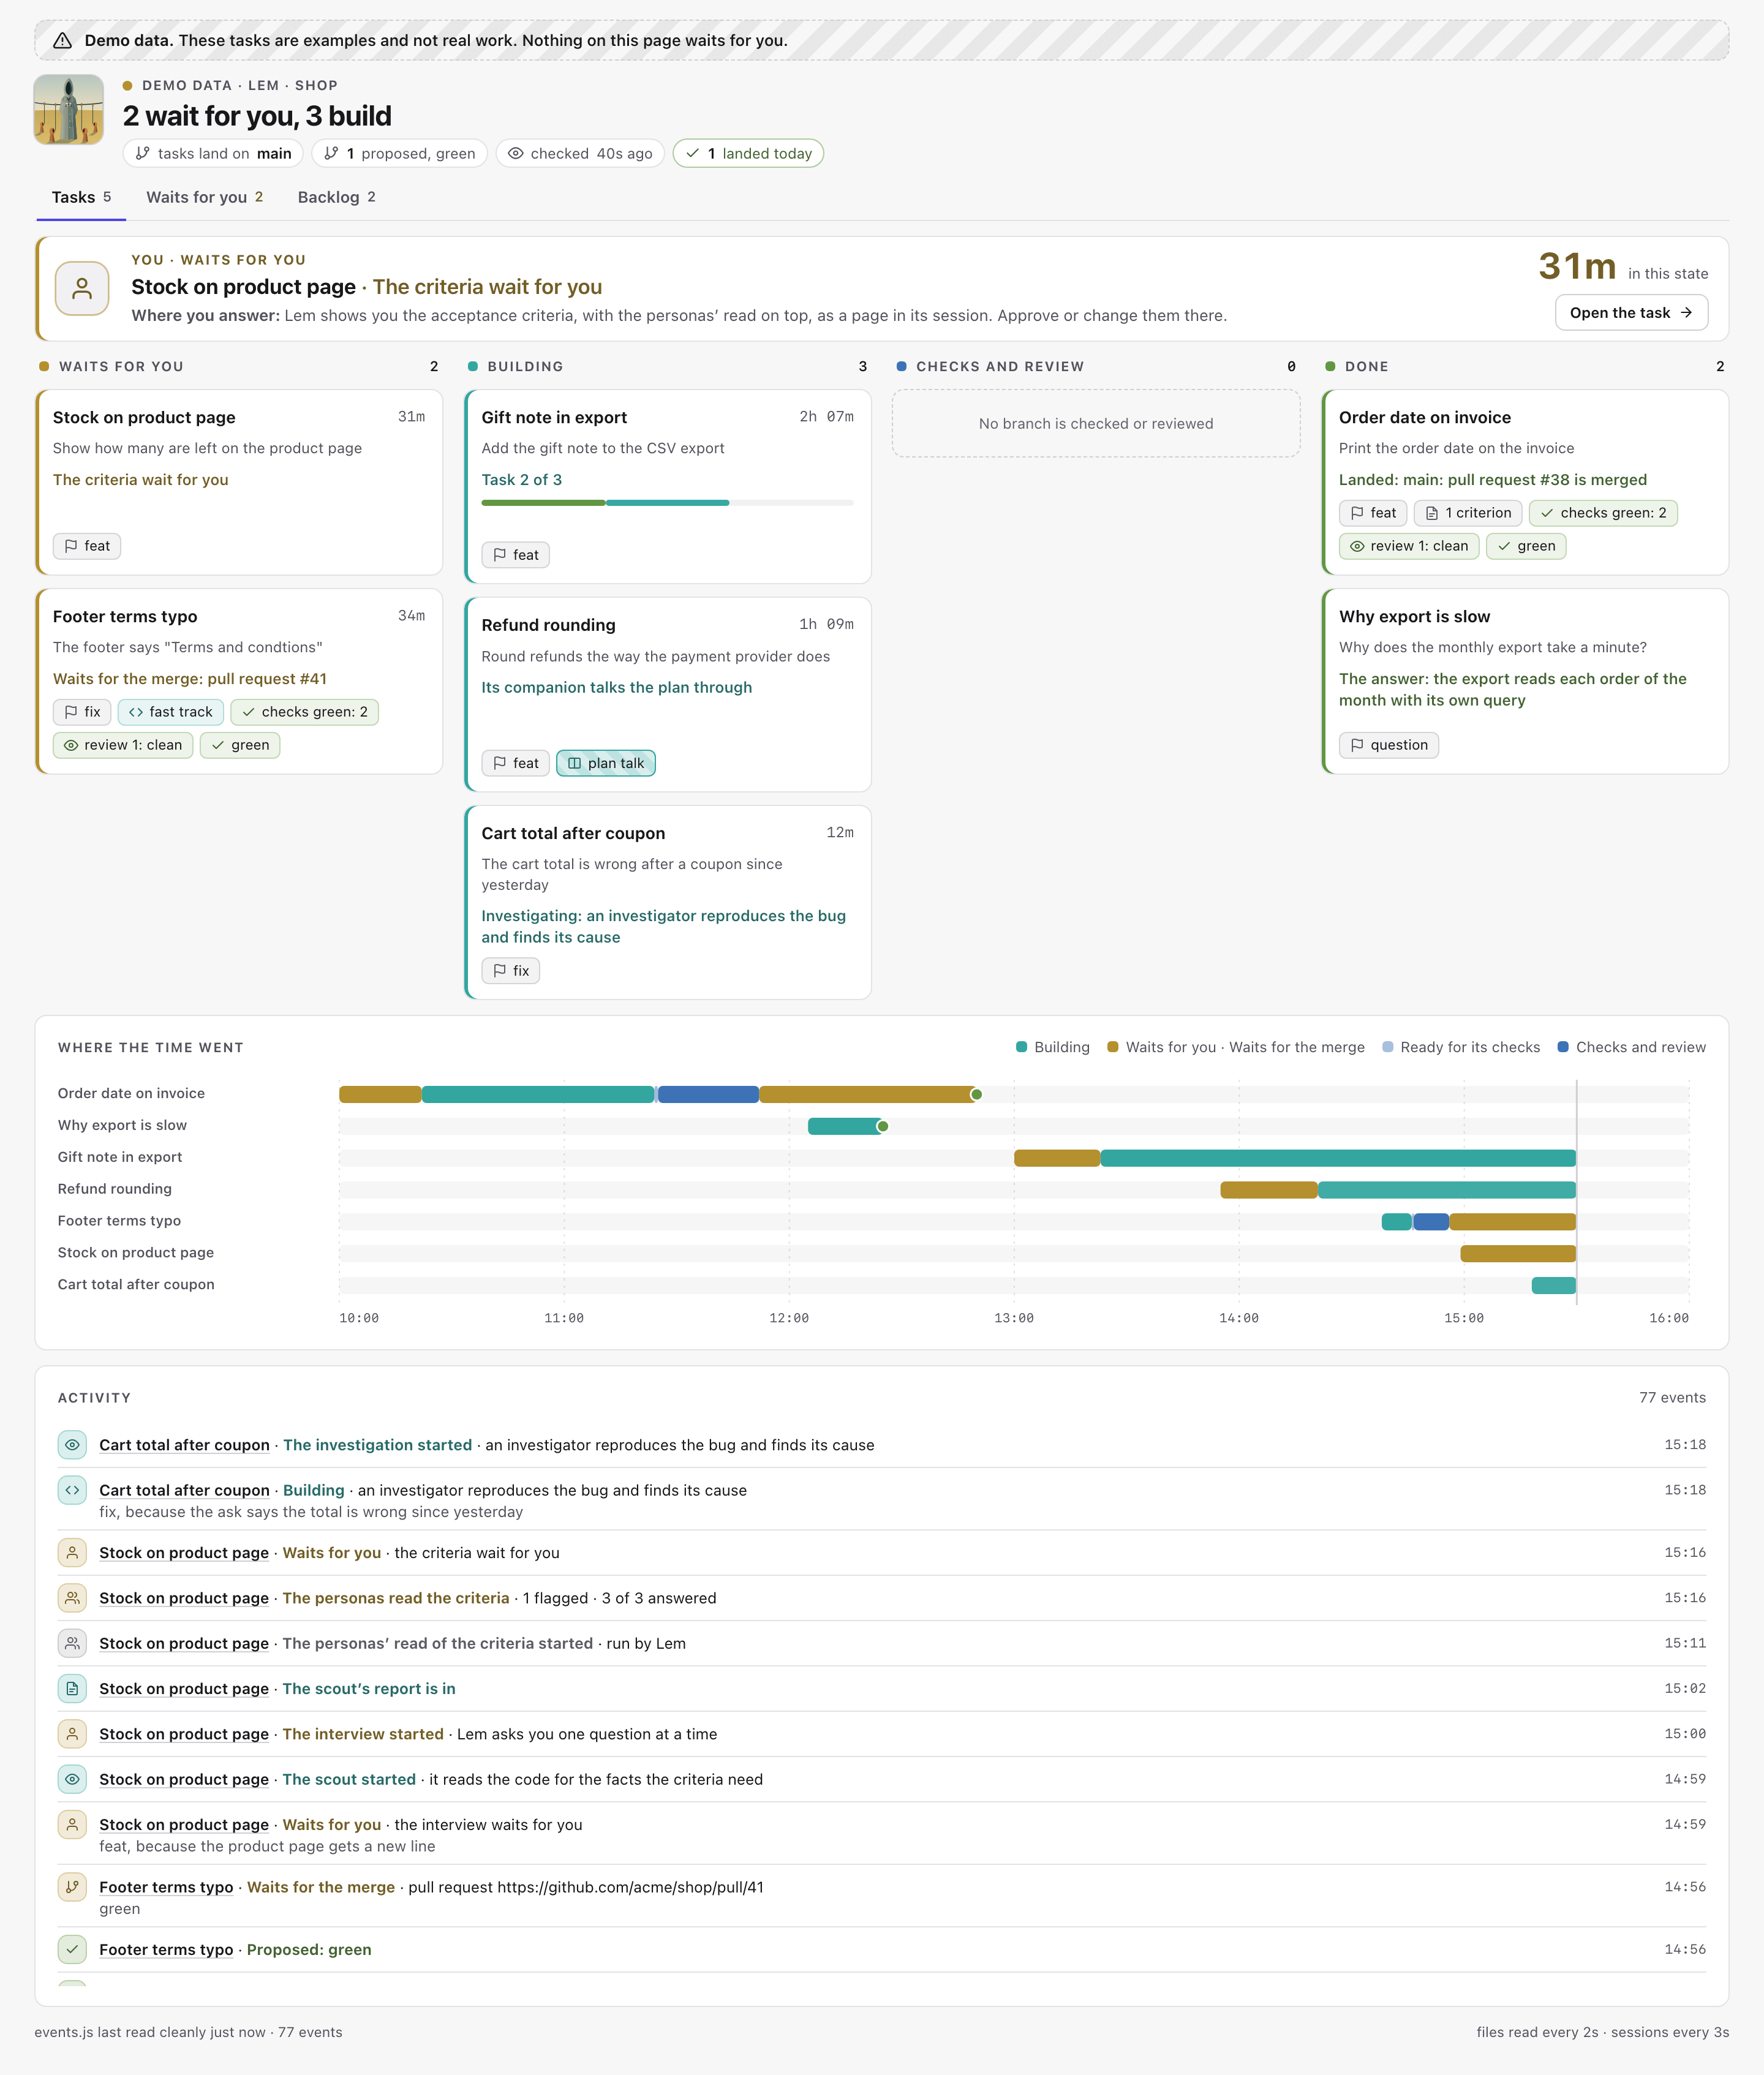 Demo data. These tasks are examples and not real work. Nothing on this page waits for you.
DEMO DATA · LEM · SHOP
2 wait for you, 3 build
tasks land on main
1 proposed, green
checked 40s ago
1 landed today
Tasks 5
Waits for you 2
Backlog 2
YOU · WAITS FOR YOU
Stock on product page · The criteria wait for you
Where you answer: Lem shows you the acceptance criteria, with the personas’ read on top, as a page in its session. Approve or change them there.
31m in this state
Open the task
WAITS FOR YOU 2
Stock on product page 31m
Show how many are left on the product page
The criteria wait for you
feat
Footer terms typo 34m
The footer says "Terms and condtions"
Waits for the merge: pull request #41
fix
fast track
checks green: 2
review 1: clean
green
BUILDING 3
Gift note in export 2h 07m
Add the gift note to the CSV export
Task 2 of 3
feat
Refund rounding 1h 09m
Round refunds the way the payment provider does
Its companion talks the plan through
feat
plan talk
Cart total after coupon 12m
The cart total is wrong after a coupon since
yesterday
Investigating: an investigator reproduces the bug
and finds its cause
fix
CHECKS AND REVIEW 0
No branch is checked or reviewed
DONE 2
Order date on invoice
Print the order date on the invoice
Landed: main: pull request #38 is merged
feat
1 criterion
checks green: 2
review 1: clean
green
Why export is slow
Why does the monthly export take a minute?
The answer: the export reads each order of the
month with its own query
question
WHERE THE TIME WENT
Building
Waits for you · Waits for the merge
Ready for its checks
Checks and review
Order date on invoice
Why export is slow
Gift note in export
Refund rounding
Footer terms typo
Stock on product page
Cart total after coupon
10:00 11:00 12:00 13:00 14:00 15:00 16:00
ACTIVITY
77 events
Cart total after coupon · The investigation started · an investigator reproduces the bug and finds its cause 15:18
Cart total after coupon · Building · an investigator reproduces the bug and finds its cause 15:18
fix, because the ask says the total is wrong since yesterday
Stock on product page · Waits for you · the criteria wait for you 15:16
Stock on product page · The personas read the criteria · 1 flagged · 3 of 3 answered 15:16
Stock on product page · The personas’ read of the criteria started · run by Lem 15:11
Stock on product page · The scout’s report is in 15:02
Stock on product page · The interview started · Lem asks you one question at a time 15:00
Stock on product page · The scout started · it reads the code for the facts the criteria need 14:59
Stock on product page · Waits for you · the interview waits for you 14:59
feat, because the product page gets a new line
Footer terms typo · Waits for the merge · pull request https://github.com/acme/shop/pull/41 14:56
green
Footer terms typo · Proposed: green 14:56
events.js last read cleanly just now · 77 events
files read every 2s · sessions every 3s